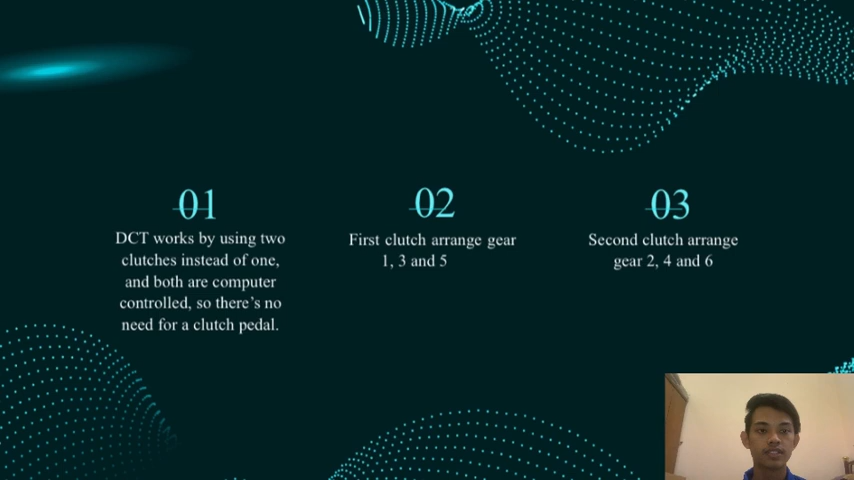 01
DCT works by using two
clutches instead of one,
and both are computer
controlled, so there's no
need for a clutch pedal.
02
First clutch arrange gear
1, 3 and 5
03
Second clutch arrange
gear 2, 4 and 6